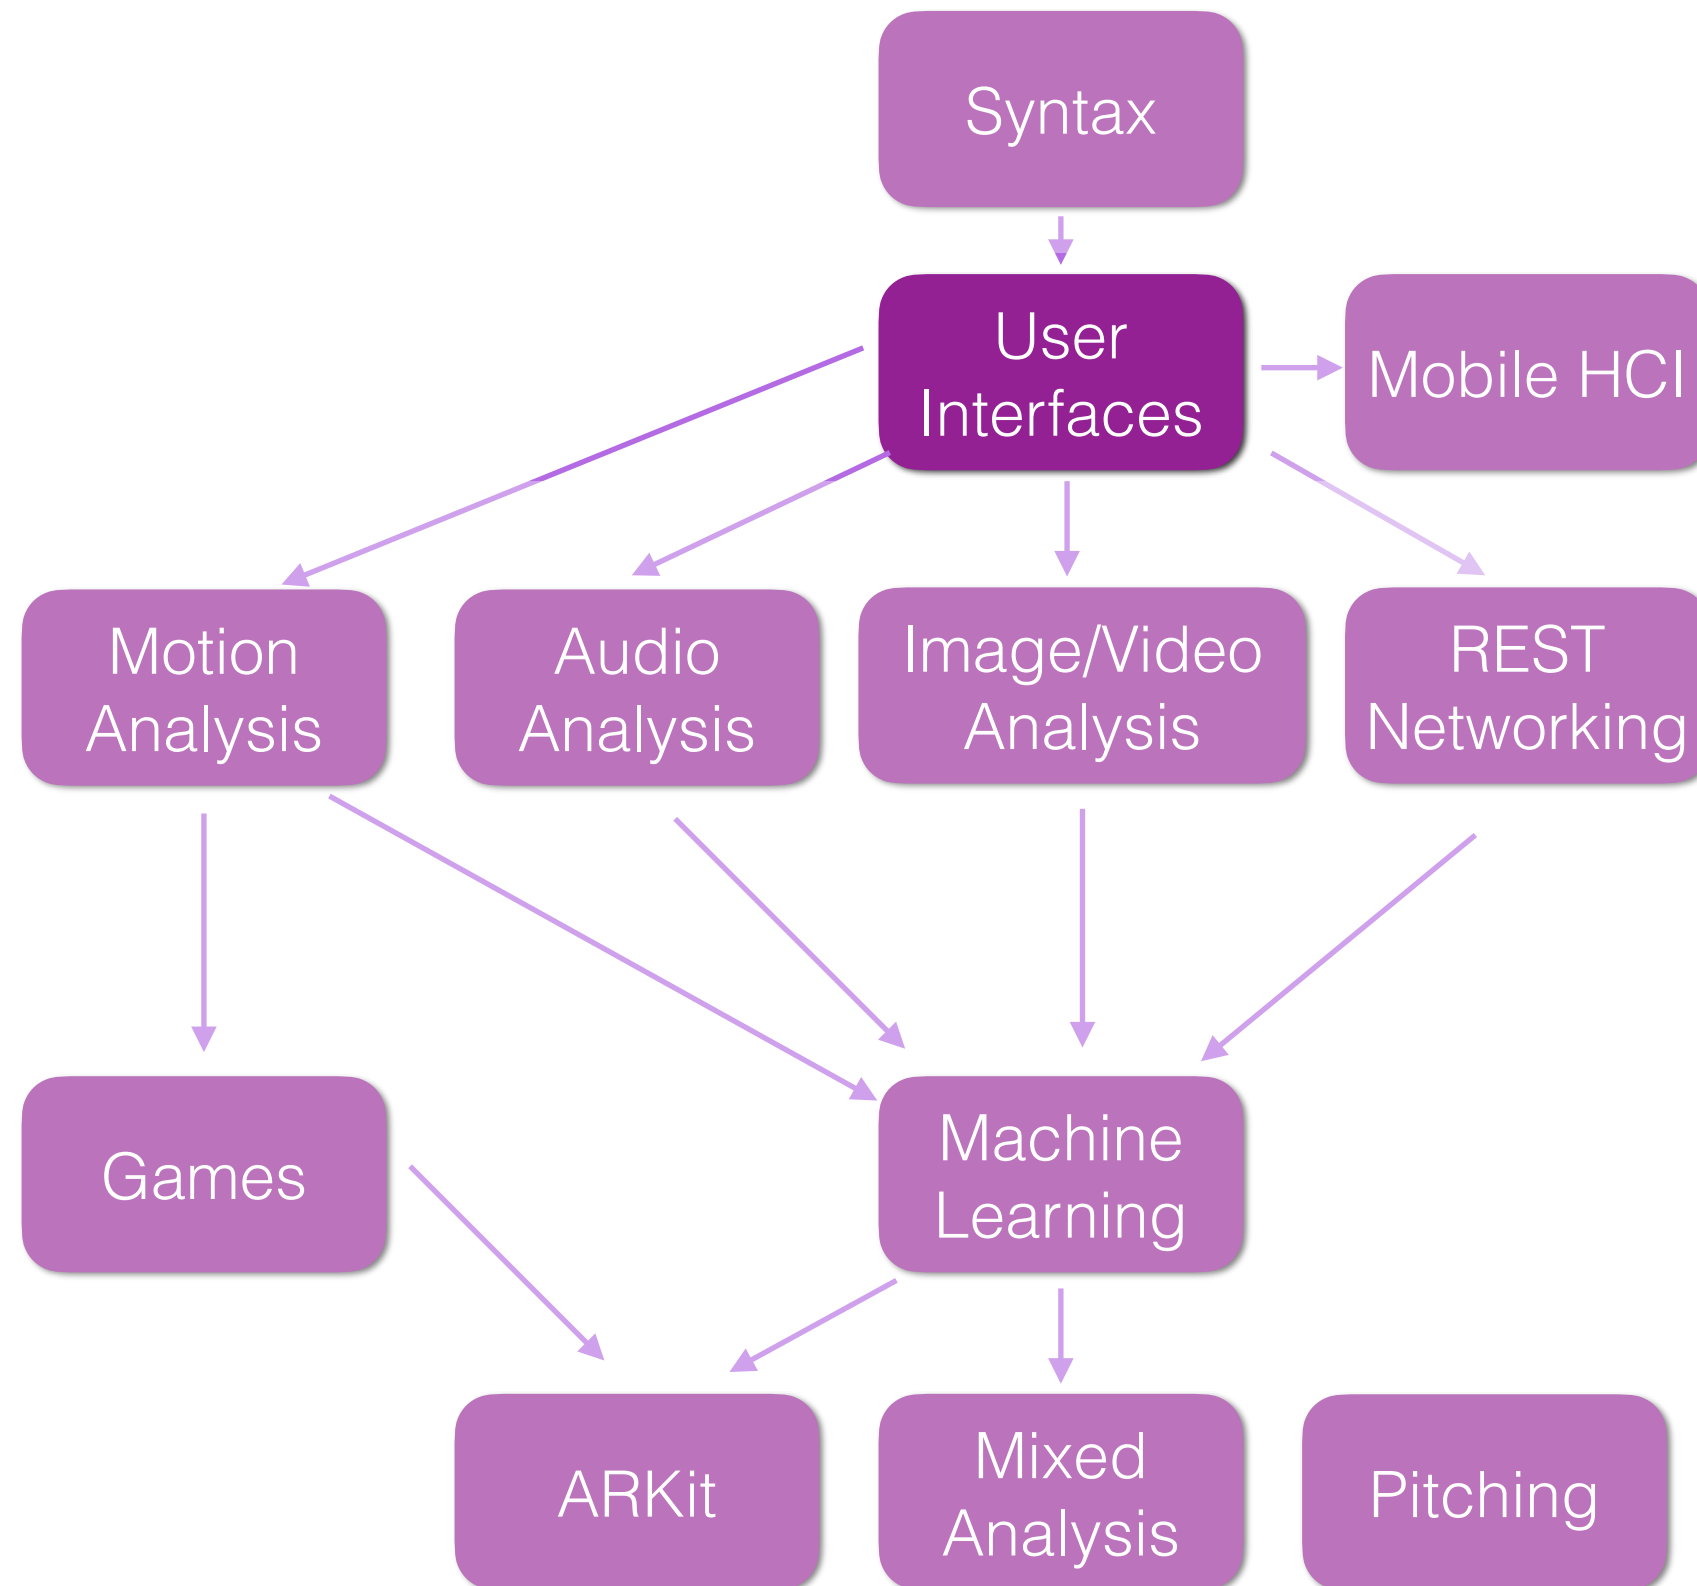 Syntax
User
Interfaces
Mobile HCI
Motion
Analysis
Audio
Analysis
Image/Video
Analysis
REST
Networking
Games
Machine
Learning
ARKit
Mixed
Analysis
Pitching